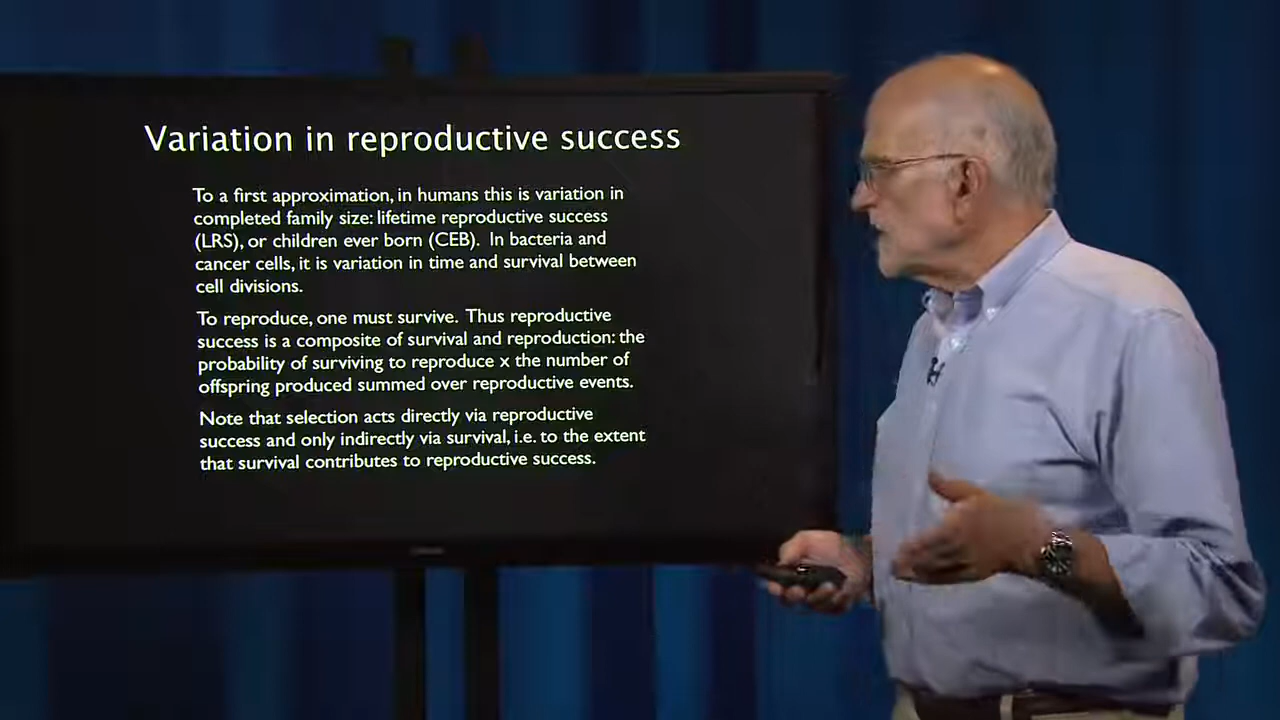 Variation in reproductive success
To a first approximation, in humans this is variation in
completed family size: lifetime reproductive success
(LRS), or children ever born (CEB). In bacteria and
cancer cells, it is variation in time and survival between
cell divisions.
To reproduce, one must survive. Thus reproductive
success is a composite of survival and reproduction: the
probability of surviving to reproduce x the number of
offspring produced summed over reproductive events.
Note that selection acts directly via reproductive
success and only indirectly via survival, i.e. to the extent
that survival contributes to reproductive success.